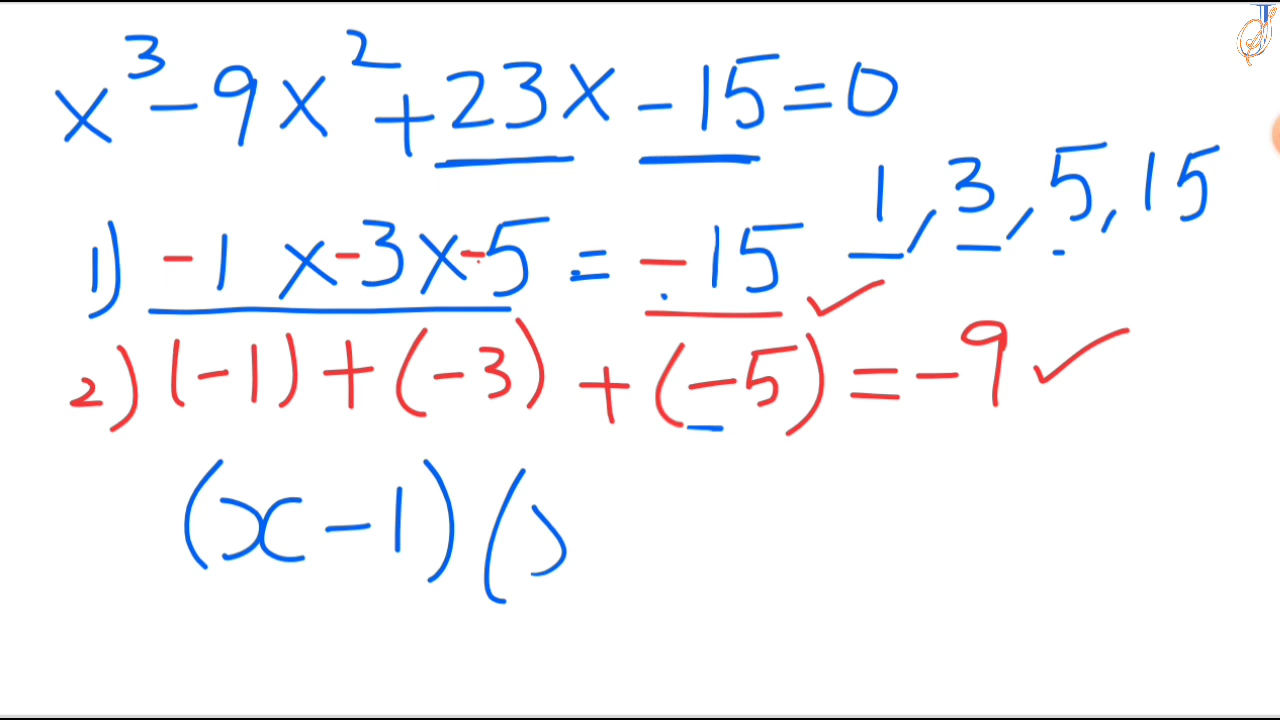 x³ - 9x² + 23x - 15 = 0
1, 3, 5, 15
1) -1 x -3 x -5 = -15 ✓
2) (-1) + (-3) + (-5) = -9 ✓
(x - 1) (